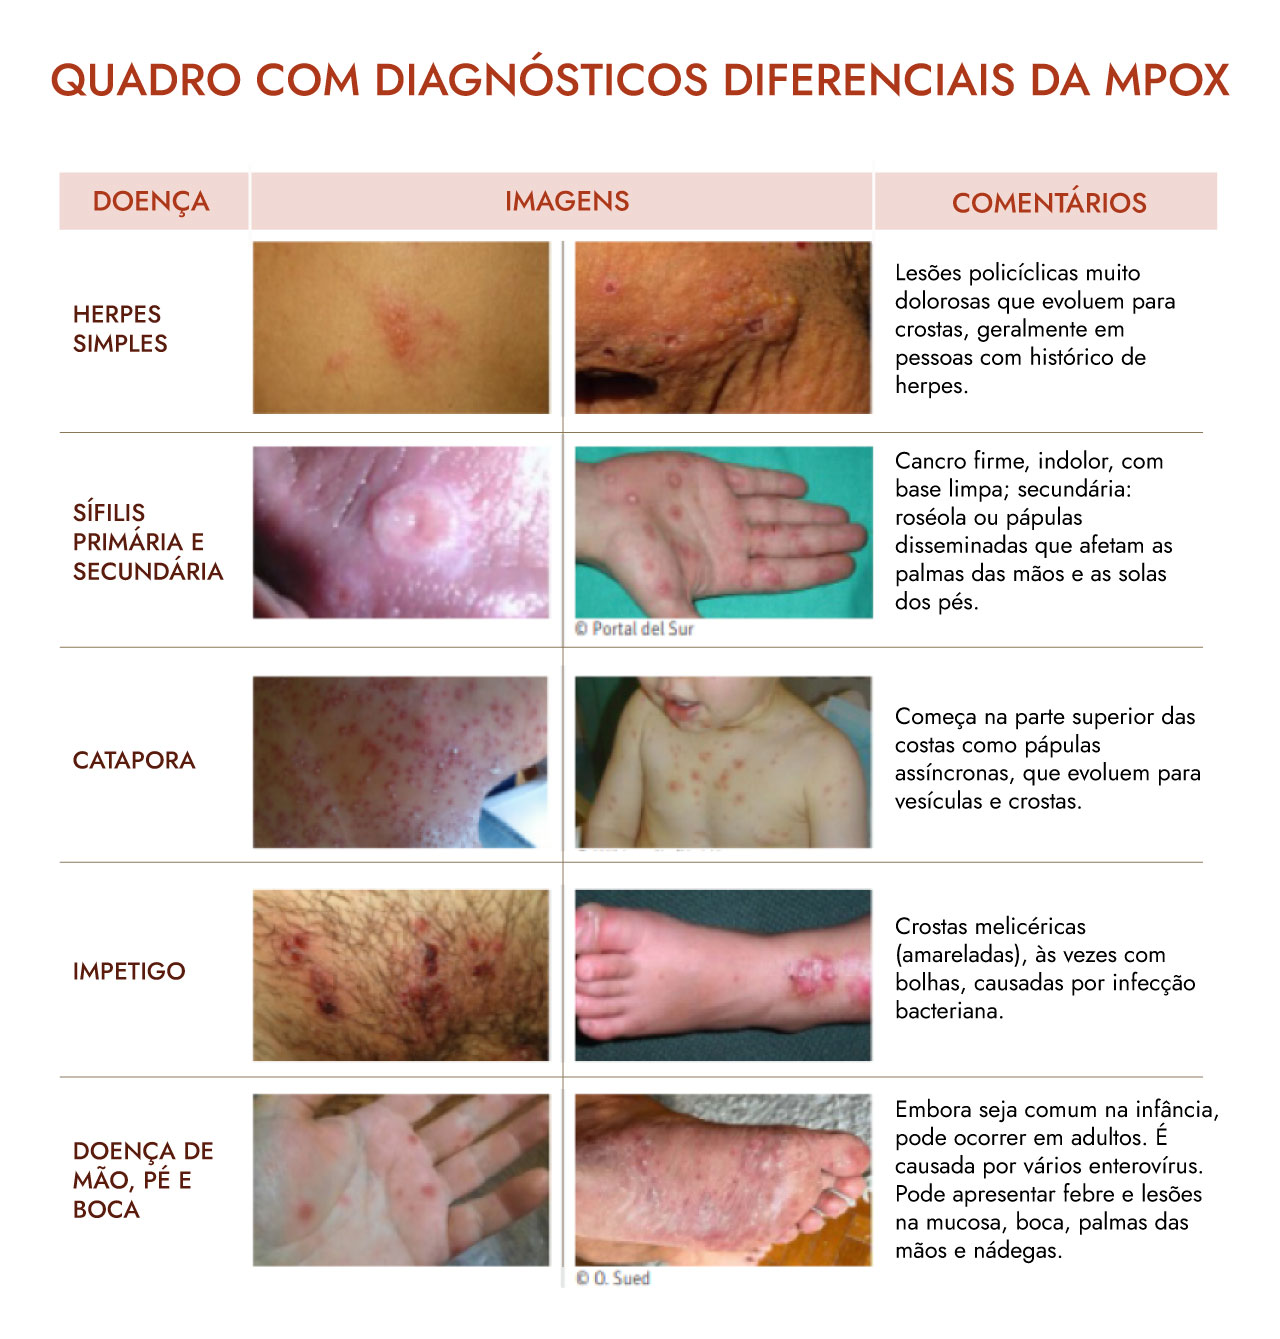 QUADRO COM DIAGNÓSTICOS DIFERENCIAIS DA MPOX
DOENÇA
IMAGENS
COMENTÁRIOS
HERPES
SIMPLES
Lesões policíclicas muito
dolorosas que evoluem para
crostas, geralmente em
pessoas com histórico de
herpes.
SÍFILIS
PRIMÁRIA E
SECUNDÁRIA
© Portal del Sur
Cancro firme, indolor, com
base limpa; secundária:
roséola ou pápulas
disseminadas que afetam as
palmas das mãos e as solas
dos pés.
CATAPORA
Começa na parte superior das
costas como pápulas
assíncronas, que evoluem para
vesículas e crostas.
IMPETIGO
Crostas melicéricas
(amareladas), às vezes com
bolhas, causadas por infecção
bacteriana.
DOENÇA DE
MÃO, PÉ E
BOCA
© O. Sued
Embora seja comum na infância,
pode ocorrer em adultos. É
causada por vários enterovírus.
Pode apresentar febre e lesões
na mucosa, boca, palmas das
mãos e nádegas.